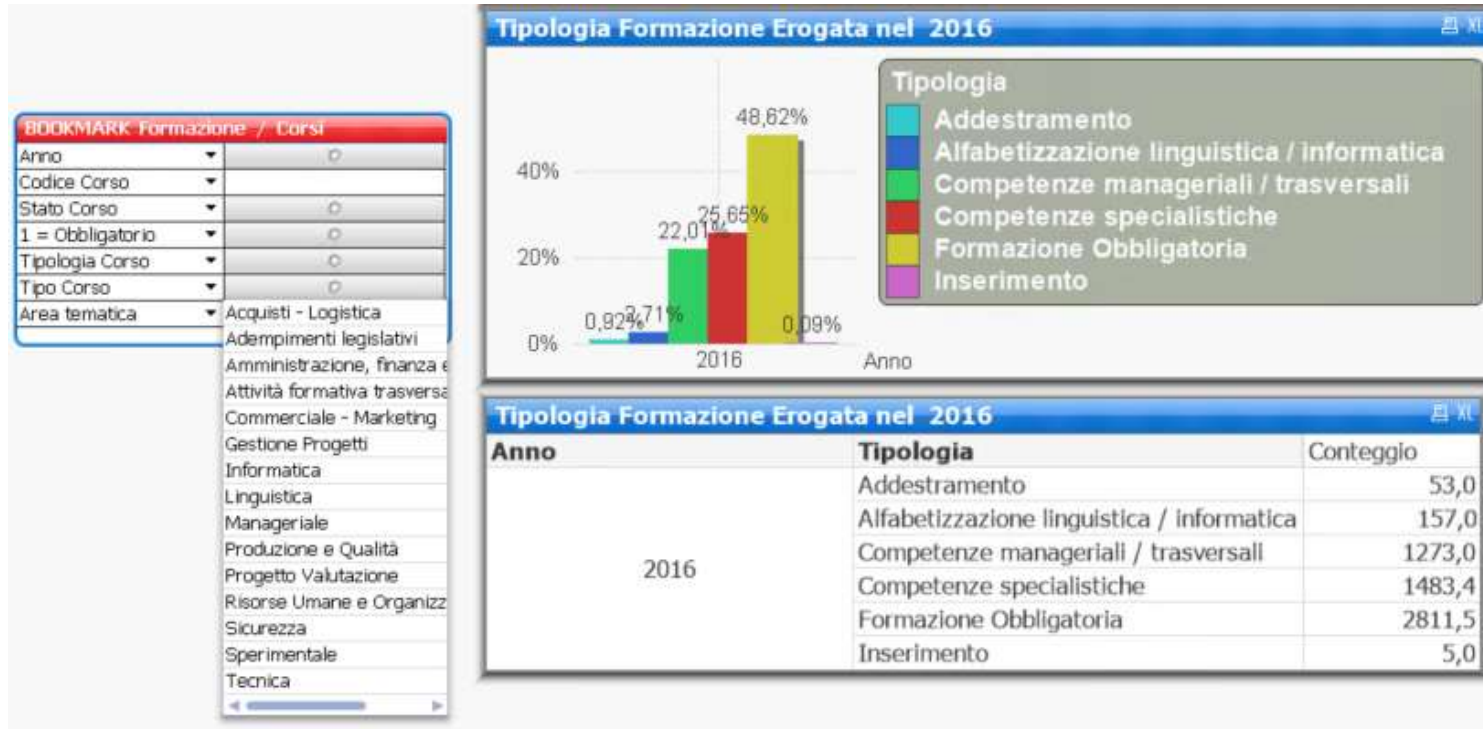 BOOKMARK Formazione / Corsi
Anno
Codice Corso
Stato Corso
1 = Obbligatorio
Tipologia Corso
Tipo Corso
Area tematica
Acquisti - Logistica
Adempimenti legislativi
Amministrazione, finanza e
Attività formativa trasversa
Commerciale - Marketing
Gestione Progetti
Informatica
Linguistica
Manageriale
Produzione e Qualità
Progetto Valutazione
Risorse Umane e Organizz
Sicurezza
Sperimentale
Tecnica
Tipologia Formazione Erogata nel 2016
XL
40%
20%
0%
0,92%
2,71%
22,01%
25,65%
48,62%
0,09%
2016
Anno
Tipologia
Addestramento
Alfabetizzazione linguistica / informatica
Competenze manageriali / trasversali
Competenze specialistiche
Formazione Obbligatoria
Inserimento
Tipologia Formazione Erogata nel 2016
XL
Anno Tipologia Conteggio
2016
Addestramento 53,0
Alfabetizzazione linguistica / informatica 157,0
Competenze manageriali / trasversali 1273,0
Competenze specialistiche 1483,4
Formazione Obbligatoria 2811,5
Inserimento 5,0